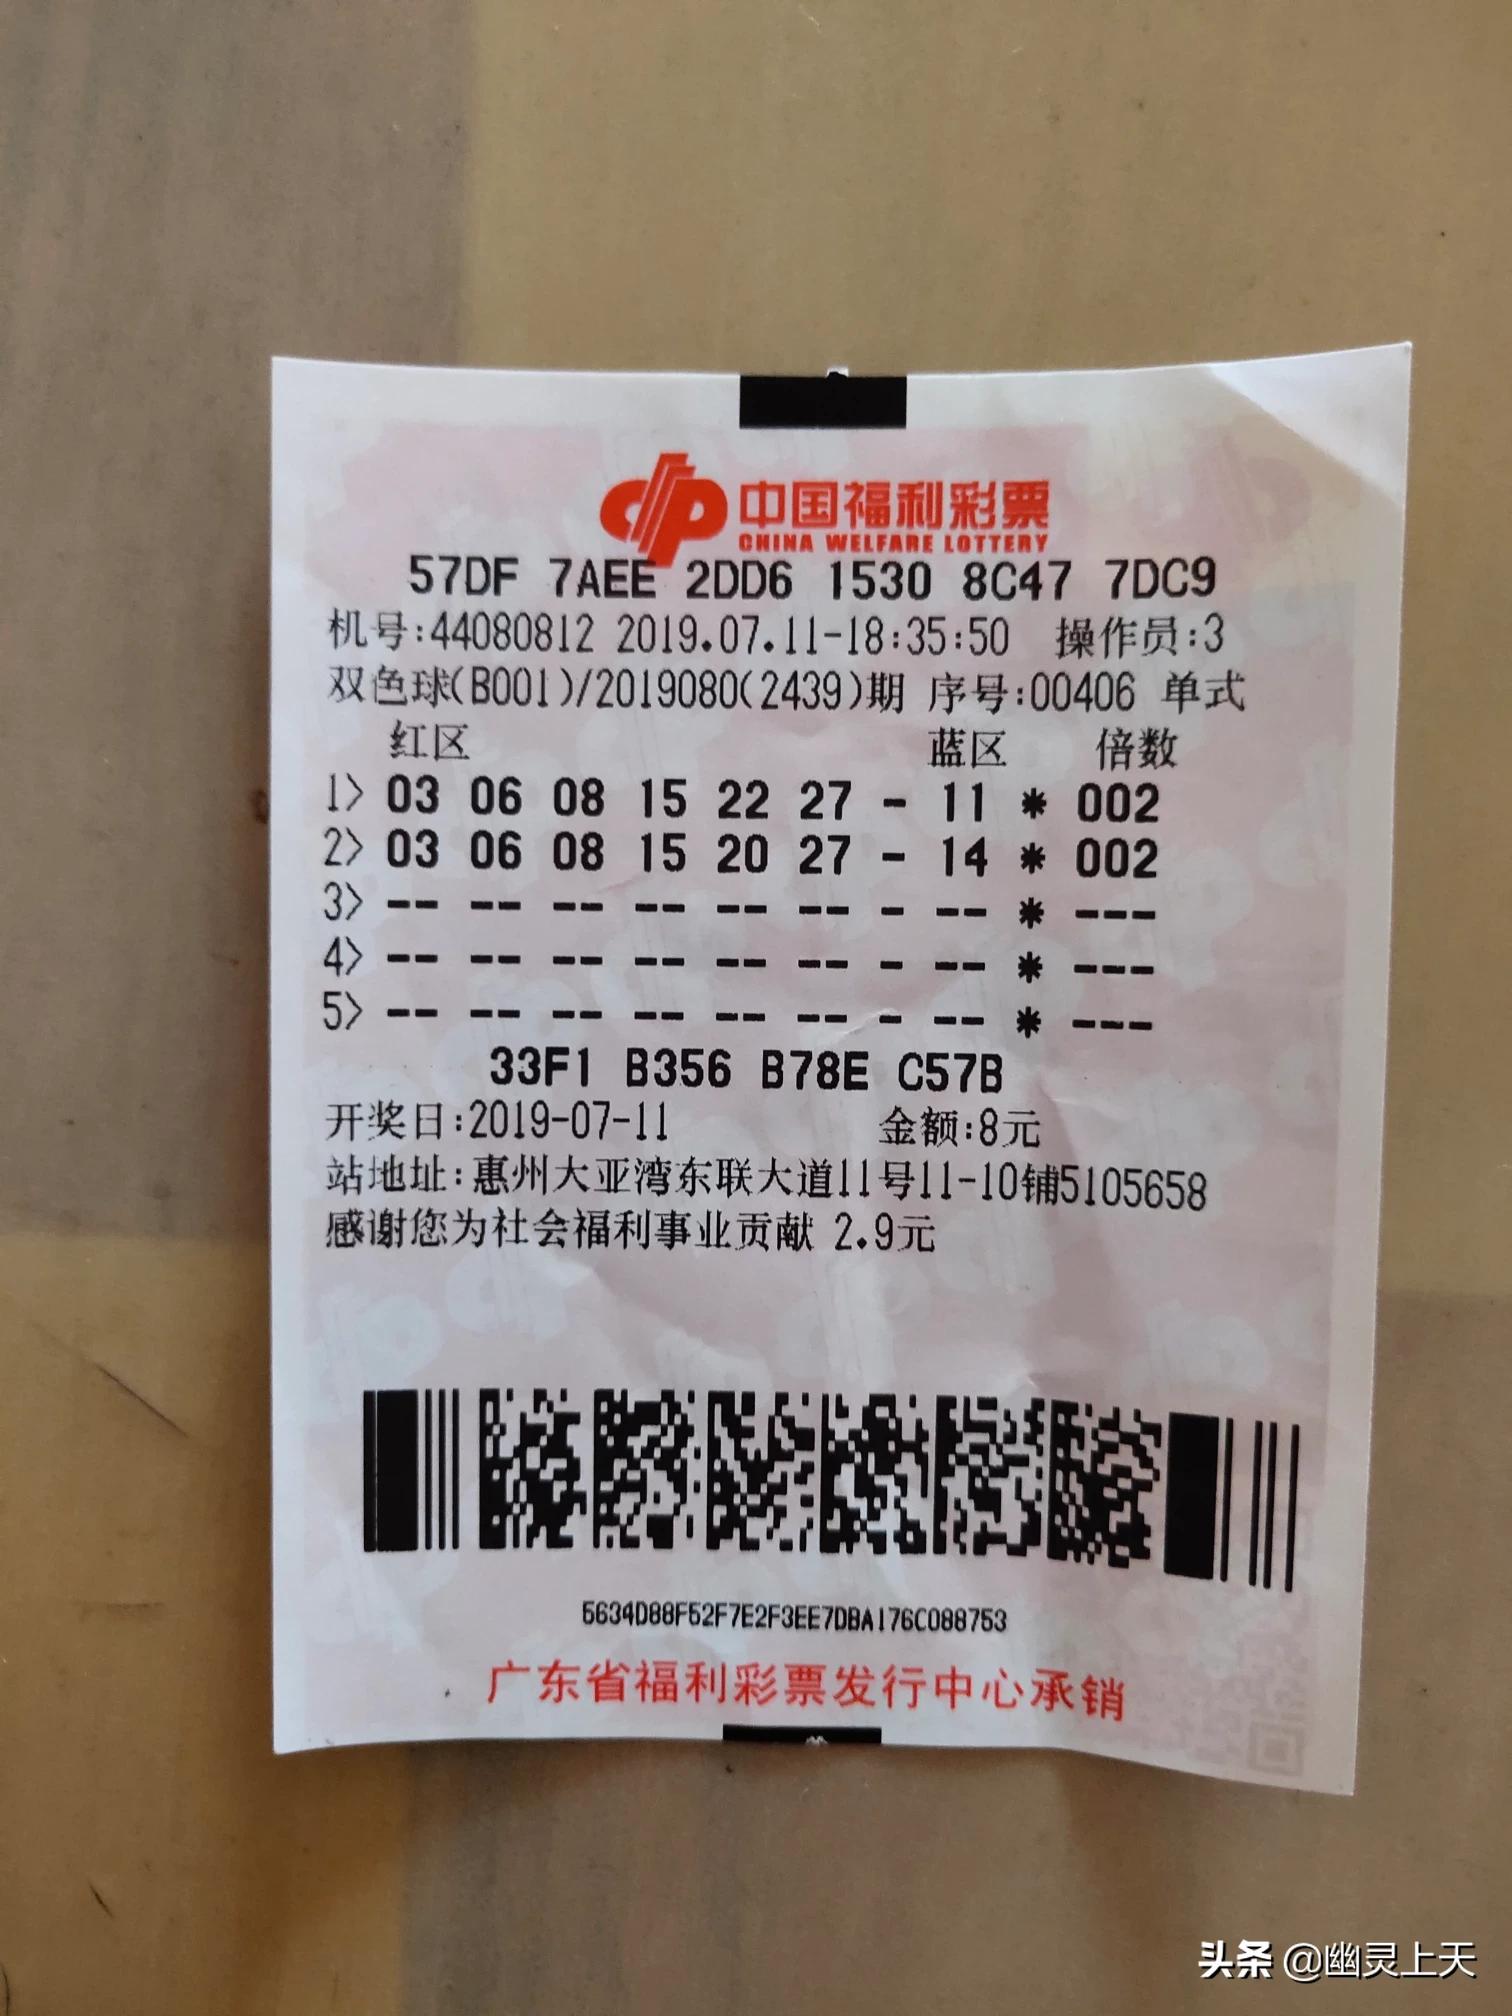 中国福利彩票
CHINA WELFARE LOTTERY
57DF 7AEE 2DD6 1530 8C47 7DC9
机号:44080812 2019.07.11-18:35:50 操作员:3
双色球(B001)/2019080(2439)期 序号:00406 单式
红区 蓝区 倍数
1> 03 06 08 15 22 27 - 11 * 002
2> 03 06 08 15 20 27 - 14 * 002
3> -- -- -- -- -- -- - -- * ---
4> -- -- -- -- -- -- - -- * ---
5> -- -- -- -- -- -- - -- * ---
33F1 B356 B78E C57B
开奖日:2019-07-11 金额:8元
站地址:惠州大亚湾东联大道11号11-10铺5105658
感谢您为社会福利事业贡献 2.9元
5634D88F52F7E2F3EE7DBA176C088753
广东省福利彩票发行中心承销
头条 @幽灵上天